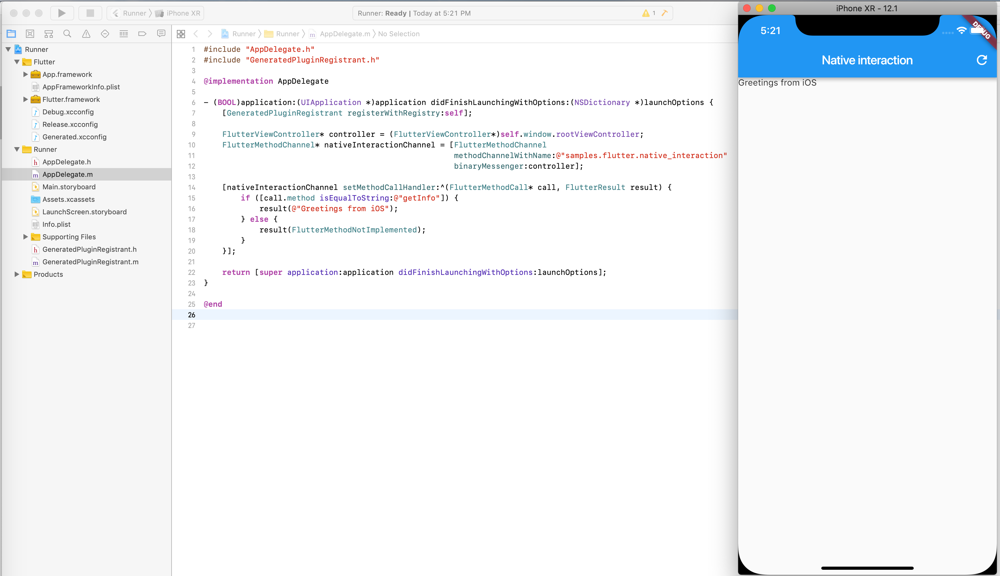 Runner 〉 iPhone XR
Runner: Ready | Today at 5:21 PM
1
Runner 〉 Runner 〉 AppDelegate.m 〉 No Selection
Runner
Flutter
App.framework
AppFrameworkInfo.plist
Flutter.framework
Debug.xcconfig
Release.xcconfig
Generated.xcconfig
Runner
h AppDelegate.h
m AppDelegate.m
Main.storyboard
Assets.xcassets
LaunchScreen.storyboard
Info.plist
Supporting Files
h GeneratedPluginRegistrant.h
m GeneratedPluginRegistrant.m
Products
1 #include "AppDelegate.h"
2 #include "GeneratedPluginRegistrant.h"
3
4 @implementation AppDelegate
5
6 - (BOOL)application:(UIApplication *)application didFinishLaunchingWithOptions:(NSDictionary *)launchOptions {
7     [GeneratedPluginRegistrant registerWithRegistry:self];
8
9     FlutterViewController* controller = (FlutterViewController*)self.window.rootViewController;
10     FlutterMethodChannel* nativeInteractionChannel = [FlutterMethodChannel
11                                                       methodChannelWithName:@"samples.flutter.native_interaction"
12                                                       binaryMessenger:controller];
13
14     [nativeInteractionChannel setMethodCallHandler:^(FlutterMethodCall* call, FlutterResult result) {
15         if ([call.method isEqualToString:@"getInfo"]) {
16             result(@"Greetings from iOS");
17         } else {
18             result(FlutterMethodNotImplemented);
19         }
20     }];
21
22     return [super application:application didFinishLaunchingWithOptions:launchOptions];
23 }
24
25 @end
26
27
iPhone XR - 12.1
5:21
DEBUG
Native interaction
Greetings from iOS